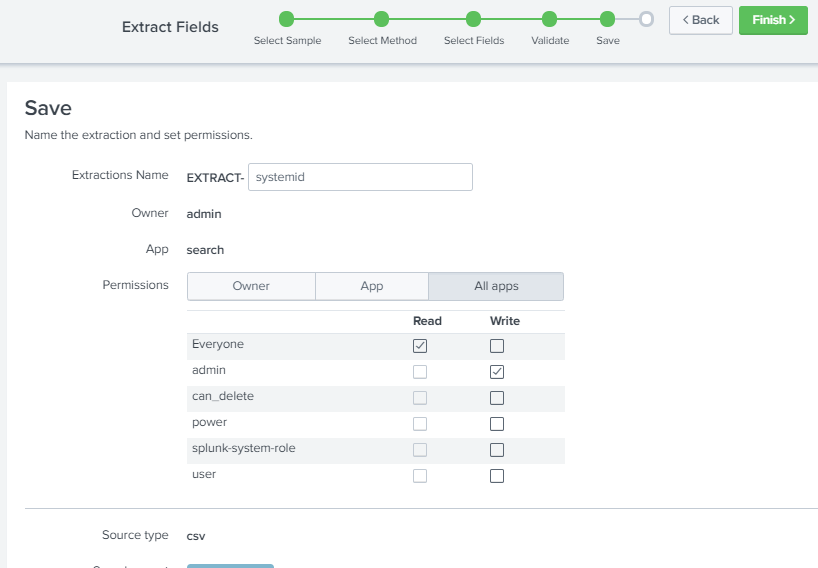 Extract Fields
Select Sample Select Method Select Fields Validate Save
< Back Finish >
Save
Name the extraction and set permissions.
Extractions Name EXTRACT- systemid
Owner admin
App search
Permissions Owner App All apps
Read Write
Everyone
admin
can_delete
power
splunk-system-role
user
Source type csv